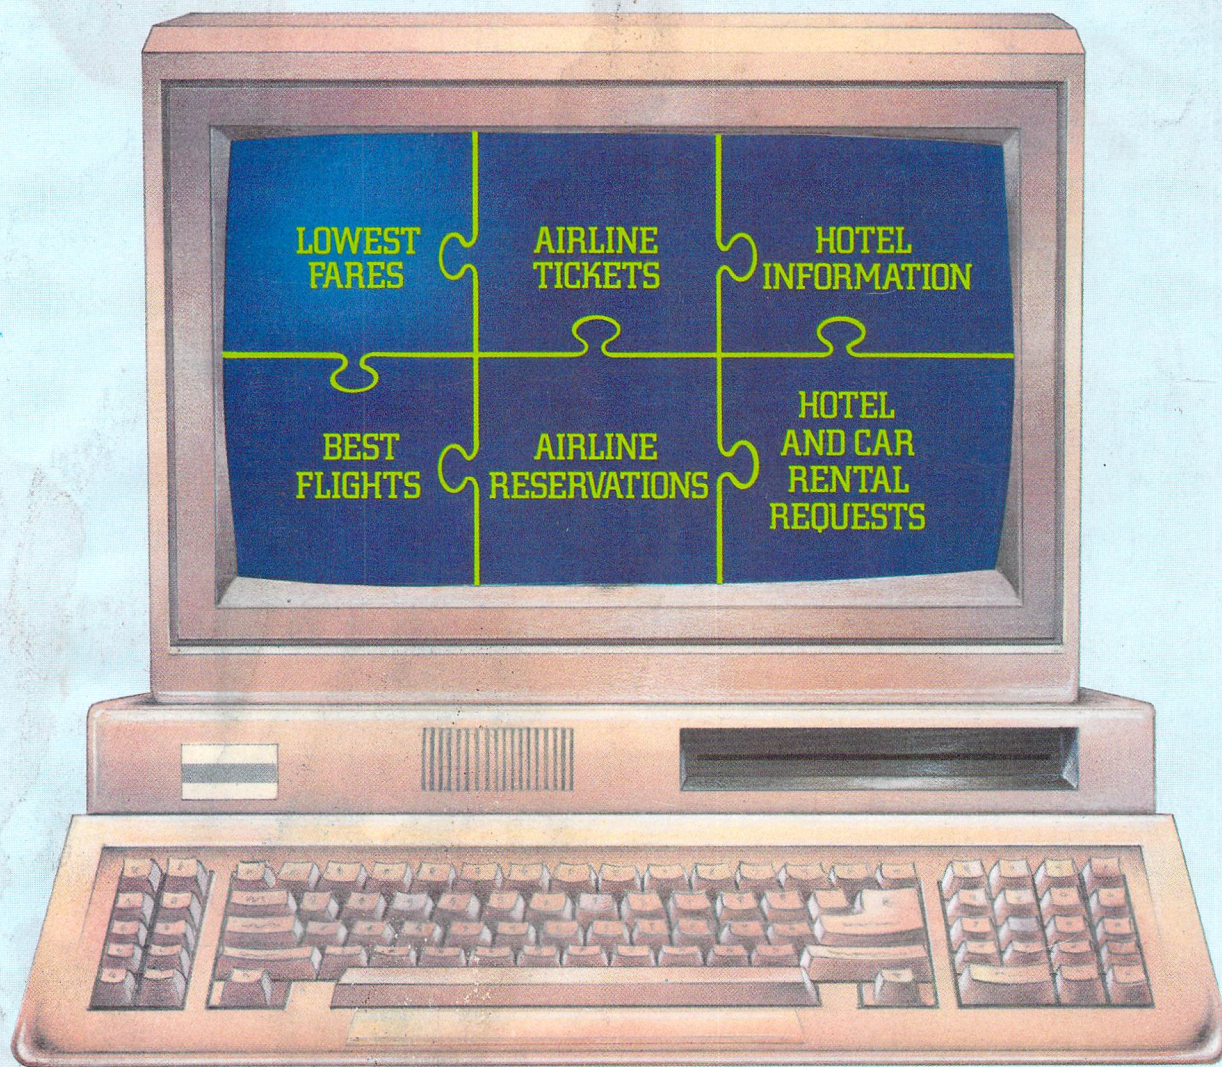 LOWEST
FARES
AIRLINE
TICKETS
HOTEL
INFORMATION
BEST
FLIGHTS
AIRLINE
RESERVATIONS
HOTEL
AND CAR
RENTAL
REQUESTS